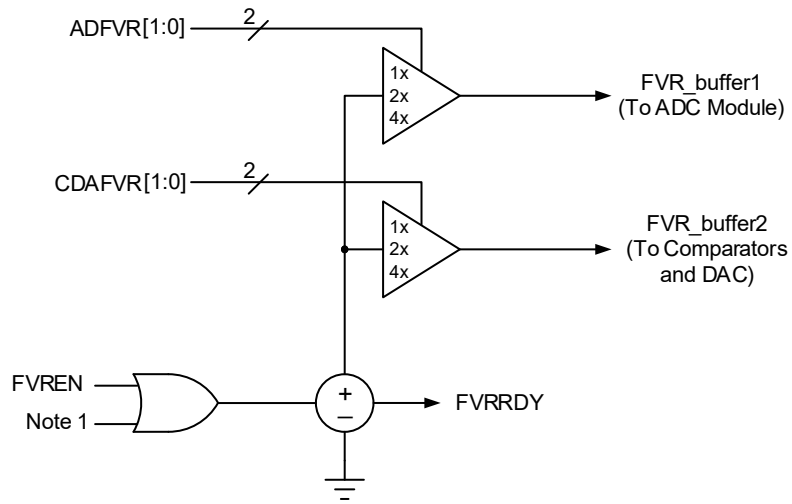 ADFVR[1:0]
2
1x
2x
4x
FVR_buffer1
(To ADC Module)
CDAFVR[1:0]
2
1x
2x
4x
FVR_buffer2
(To Comparators
and DAC)
FVREN
Note 1
+
–
FVRRDY